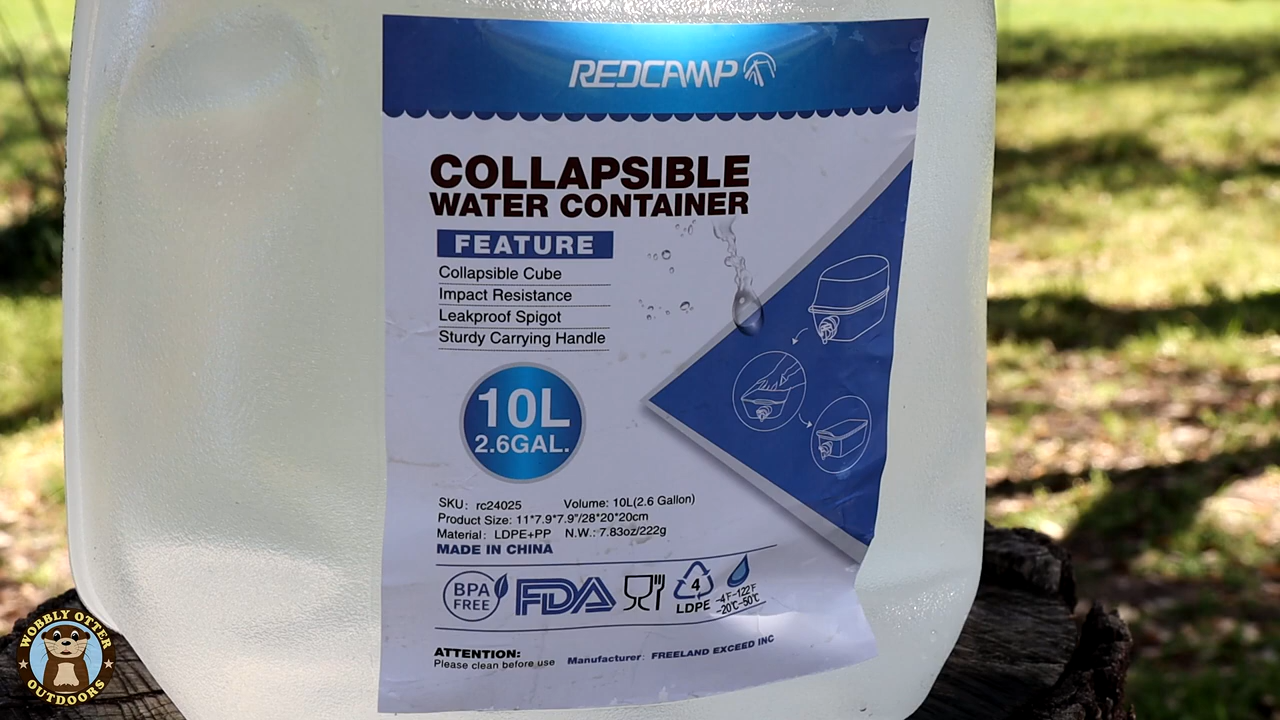 REDCAMP
COLLAPSIBLE
WATER CONTAINER
FEATURE
Collapsible Cube
Impact Resistance
Leakproof Spigot
Sturdy Carrying Handle
10L
2.6GAL.
SKU: rc24025 Volume: 10L(2.6 Gallon)
Product Size: 11*7.9*7.9"/28*20*20cm
Material: LDPE+PP N.W.: 7.83oz/222g
MADE IN CHINA
BPA
FREE
FDA
4
LDPE
-4°F~122°F
-20°C~50°C
ATTENTION:
Please clean before use
Manufacturer: FREELAND EXCEED INC
WOBBLY OTTER
OUTDOORS